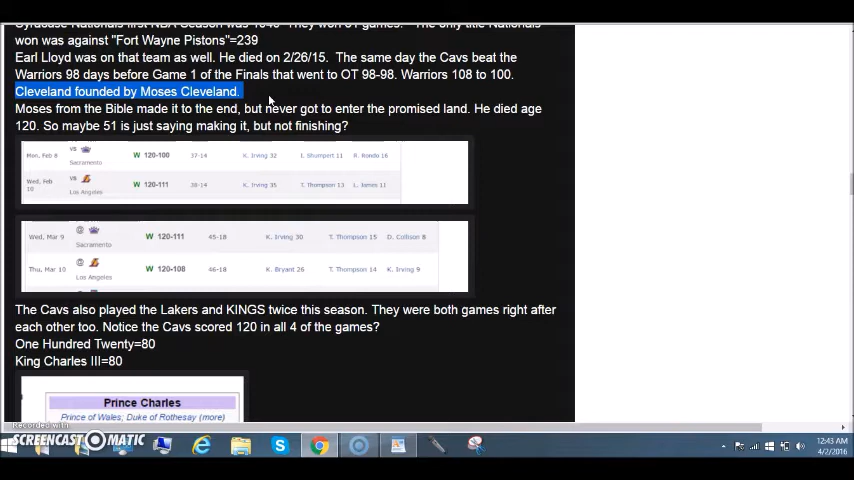 Syracuse Nationals first NBA Season was 1946 They won 51 games. The only title Nationals
won was against "Fort Wayne Pistons"=239
Earl Lloyd was on that team as well. He died on 2/26/15. The same day the Cavs beat the
Warriors 98 days before Game 1 of the Finals that went to OT 98-98. Warriors 108 to 100.
Cleveland founded by Moses Cleveland.
Moses from the Bible made it to the end, but never got to enter the promised land. He died age
120. So maybe 51 is just saying making it, but not finishing?
Mon, Feb 8 vs Sacramento W 120-100 37-14 K. Irving 32 I. Shumpert 11 R. Rondo 16
Wed, Feb 10 vs Los Angeles W 120-111 38-14 K. Irving 35 T. Thompson 13 L. James 11
Wed, Mar 9 @ Sacramento W 120-111 45-18 K. Irving 30 T. Thompson 15 D. Collison 8
Thu, Mar 10 @ Los Angeles W 120-108 46-18 K. Bryant 26 T. Thompson 14 K. Irving 9
The Cavs also played the Lakers and KINGS twice this season. They were both games right after
each other too. Notice the Cavs scored 120 in all 4 of the games?
One Hundred Twenty=80
King Charles III=80
Prince Charles
Prince of Wales; Duke of Rothesay (more)
Recorded with
SCREENCAST-O-MATIC
12:43 AM
4/2/2016